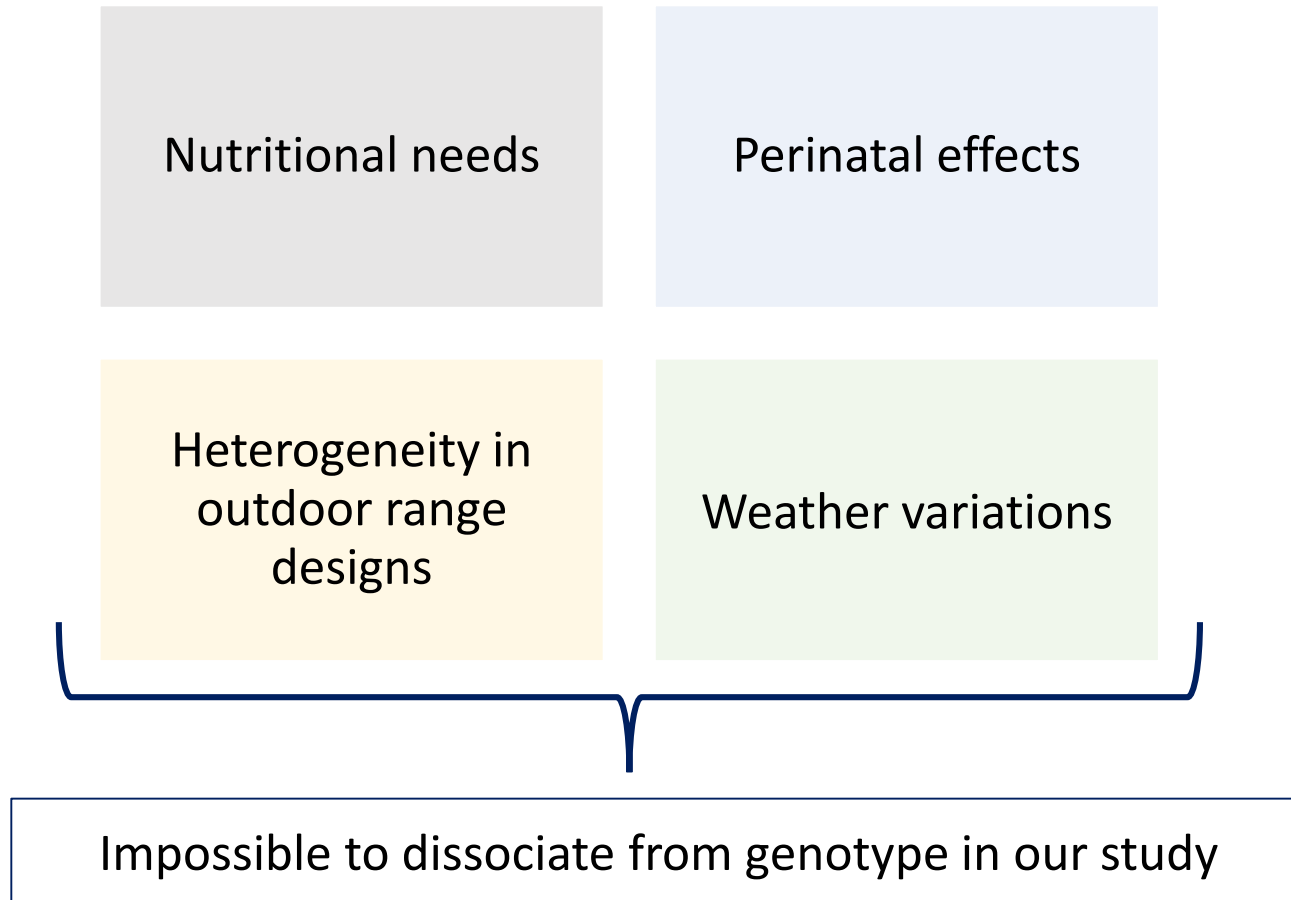 Nutritional needs
Perinatal effects
Heterogeneity in
outdoor range
designs
Weather variations
Impossible to dissociate from genotype in our study